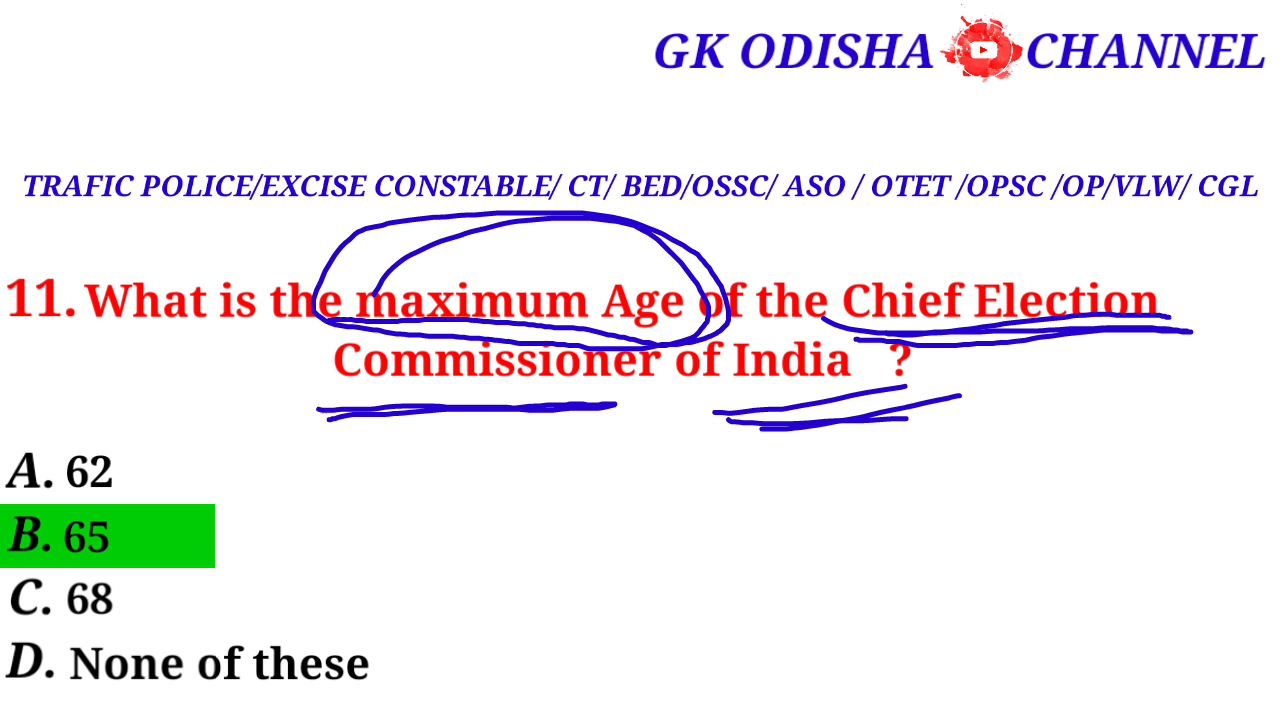 GK ODISHA CHANNEL
TRAFIC POLICE/EXCISE CONSTABLE/ CT/ BED/OSSC/ ASO / OTET /OPSC /OP/VLW/ CGL
11. What is the maximum Age of the Chief Election
Commissioner of India ?
A. 62
B. 65
C. 68
D. None of these